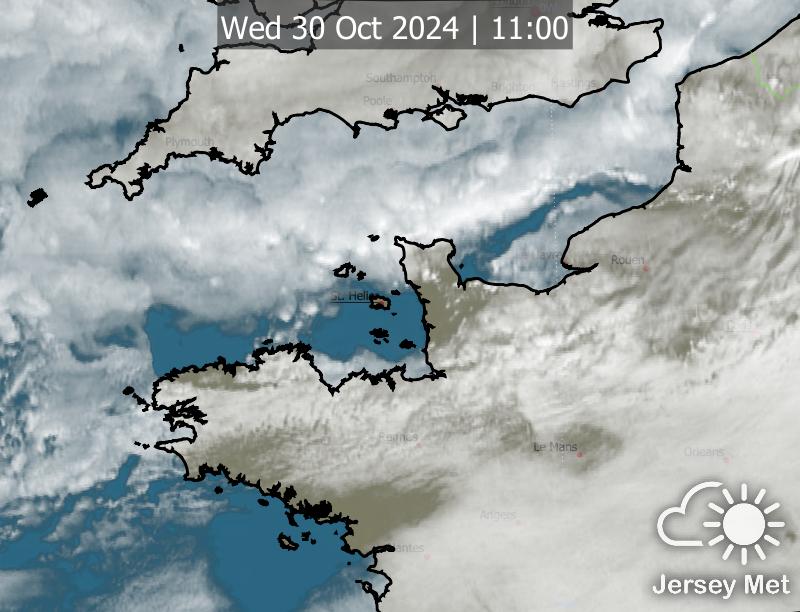 Wed 30 Oct 2024 | 11:00
Southampton
Brighton
Hastings
Poole
Plymouth
Rouen
St. Helier
Rennes
Le Mans
Orleans
Angers
Nantes
Jersey Met